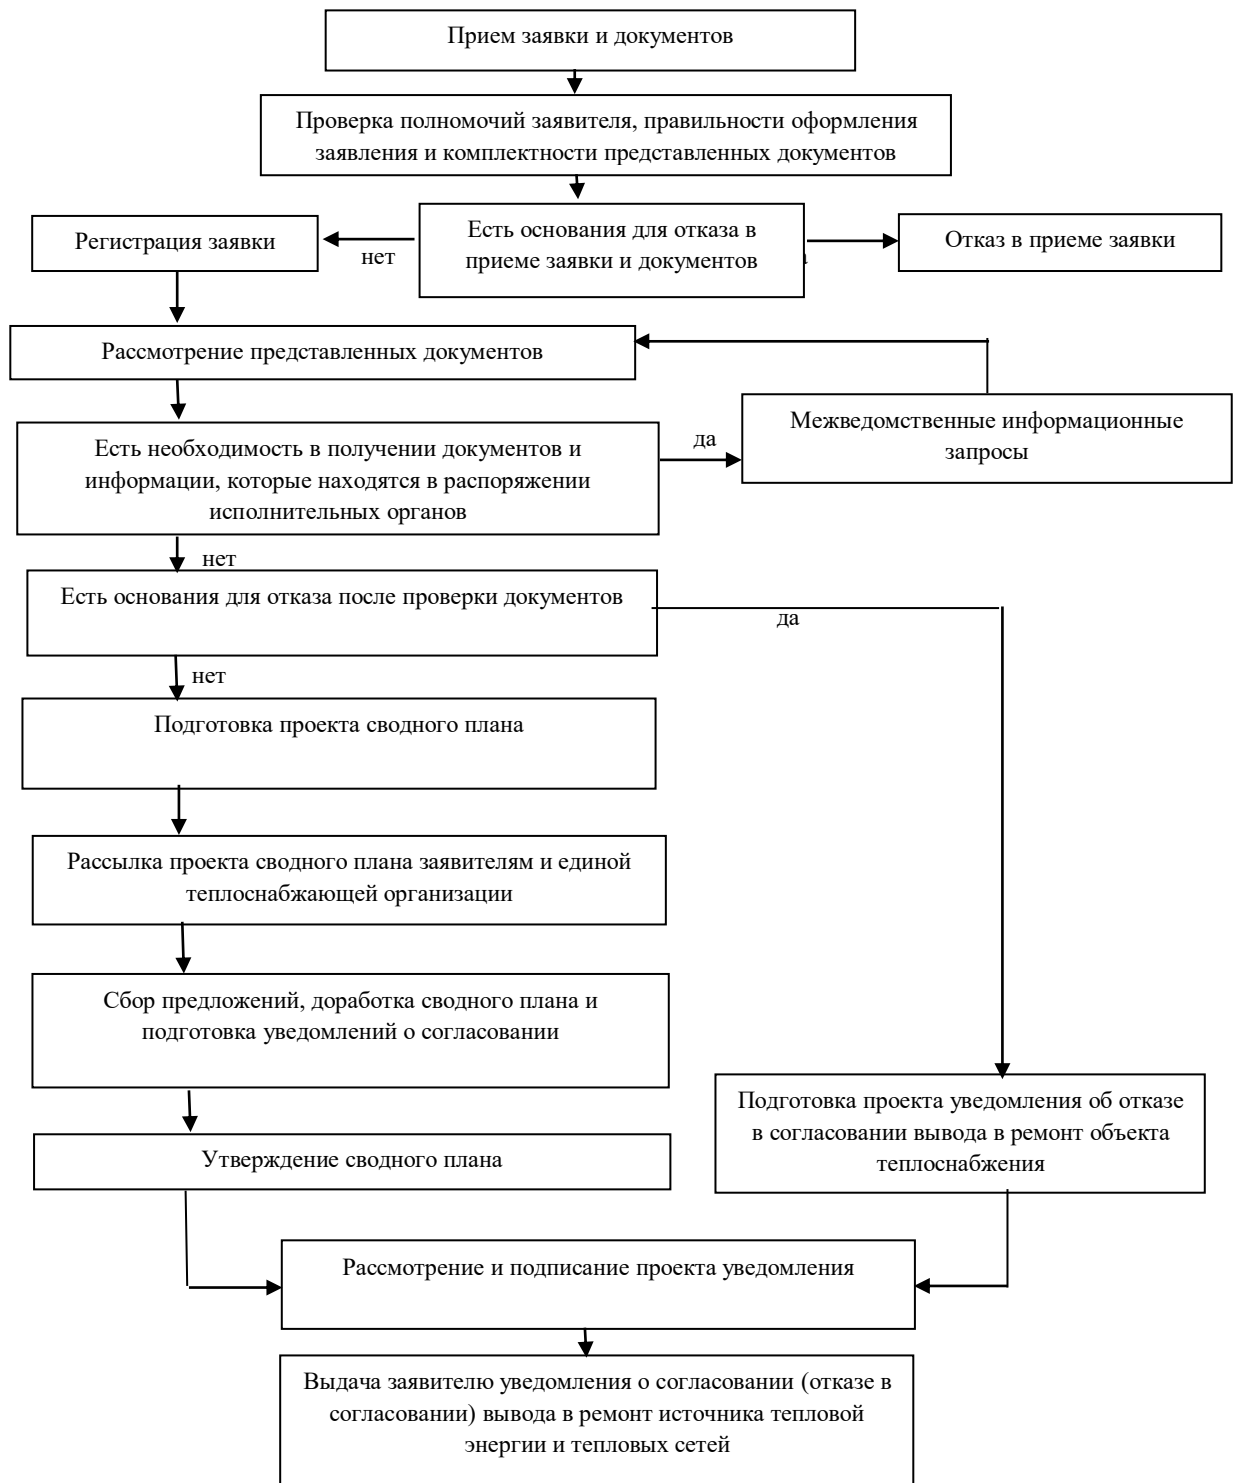 Прием заявки и документов
Проверка полномочий заявителя, правильности оформления
заявления и комплектности представленных документов
Регистрация заявки
нет
Есть основания для отказа в
приеме заявки и документов
Отказ в приеме заявки
Рассмотрение представленных документов
Есть необходимость в получении документов и
информации, которые находятся в распоряжении
исполнительных органов
да
Межведомственные информационные
запросы
нет
Есть основания для отказа после проверки документов
да
нет
Подготовка проекта сводного плана
Рассылка проекта сводного плана заявителям и единой
теплоснабжающей организации
Сбор предложений, доработка сводного плана и
подготовка уведомлений о согласовании
Подготовка проекта уведомления об отказе
в согласовании вывода в ремонт объекта
теплоснабжения
Утверждение сводного плана
Рассмотрение и подписание проекта уведомления
Выдача заявителю уведомления о согласовании (отказе в
согласовании) вывода в ремонт источника тепловой
энергии и тепловых сетей